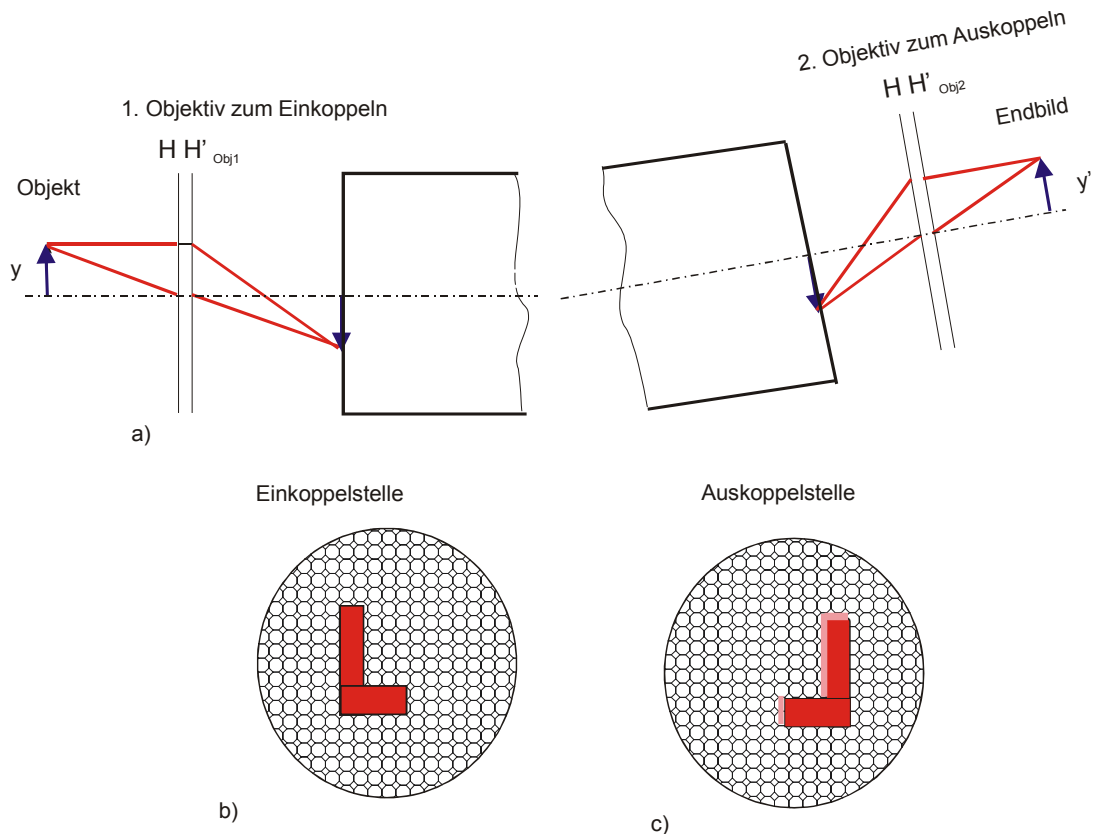 2. Objektiv zum Auskoppeln
H H' Obj2
Endbild
y'
1. Objektiv zum Einkoppeln
H H' Obj1
Objekt
y
a)
Einkoppelstelle
Auskoppelstelle
b)
c)